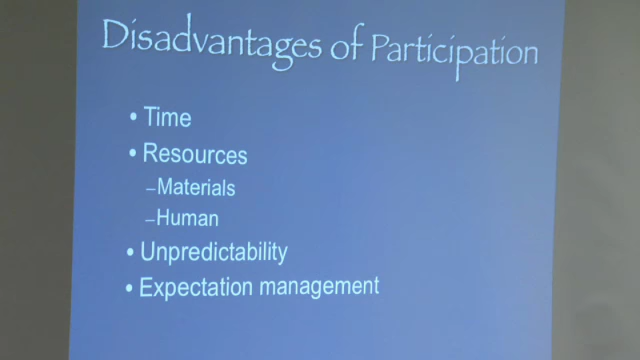 Disadvantages of Participation
• Time
• Resources
–Materials
–Human
• Unpredictability
• Expectation management